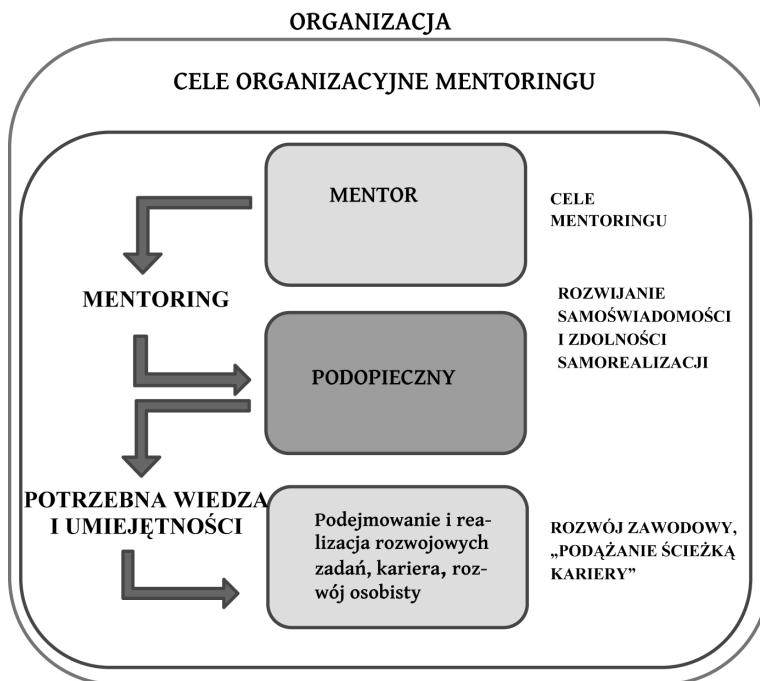 ORGANIZACJA
CELE ORGANIZACYJNE MENTORINGU
MENTOR
CELE
MENTORINGU
MENTORING
ROZWIJANIE
SAMOŚWIADOMOŚCI
I ZDOLNOŚCI
SAMOREALIZACJI
PODOPIECZNY
POTRZEBNA WIEDZA
I UMIEJĘTNOŚCI
Podejmowanie i rea-
lizacja rozwojowych
zadań, kariera, roz-
wój osobisty
ROZWÓJ ZAWODOWY,
„PODĄŻANIE ŚCIEŻKĄ
KARIERY”